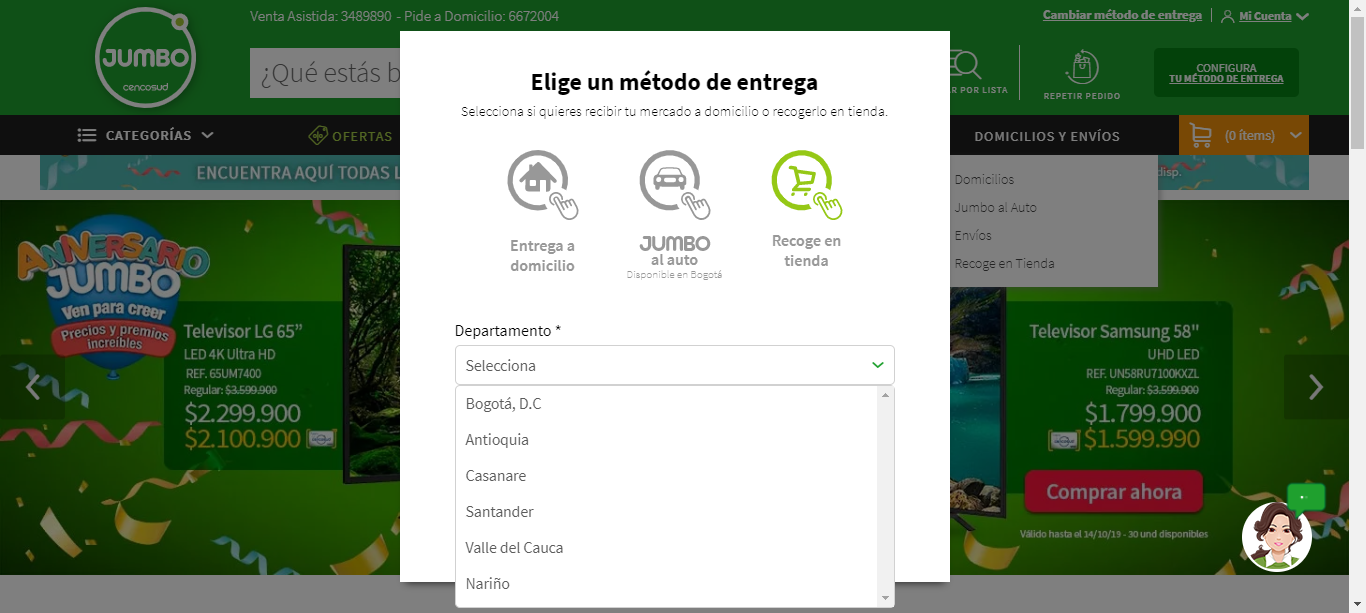 Venta Asistida: 3489890 - Pide a Domicilio: 6672004
Cambiar método de entrega
Mi Cuenta
JUMBO
cencosud
¿Qué estás b
R POR LISTA
REPETIR PEDIDO
CONFIGURA
TU MÉTODO DE ENTREGA
CATEGORÍAS
OFERTAS
DOMICILIOS Y ENVÍOS
(0 ítems)
Domicilios
Jumbo al Auto
Envíos
Recoge en Tienda
ENCUENTRA AQUÍ TODAS L
disp.
Elige un método de entrega
Selecciona si quieres recibir tu mercado a domicilio o recogerlo en tienda.
Entrega a
domicilio
JUMBO
al auto
Disponible en Bogotá
Recoge en
tienda
Departamento *
Selecciona
Bogotá, D.C
Antioquia
Casanare
Santander
Valle del Cauca
Nariño
ANIVERSARIO
JUMBO
Ven para creer
Precios y premios
increíbles
Televisor LG 65”
LED 4K Ultra HD
REF. 65UM7400
Regular: $3.599.900
$2.299.900
$2.100.900
Televisor Samsung 58"
UHD LED
REF. UN58RU7100KXZL
Regular: $3.599.900
$1.799.900
$1.599.990
Comprar ahora
Válido hasta el 14/10/19 - 30 und disponibles